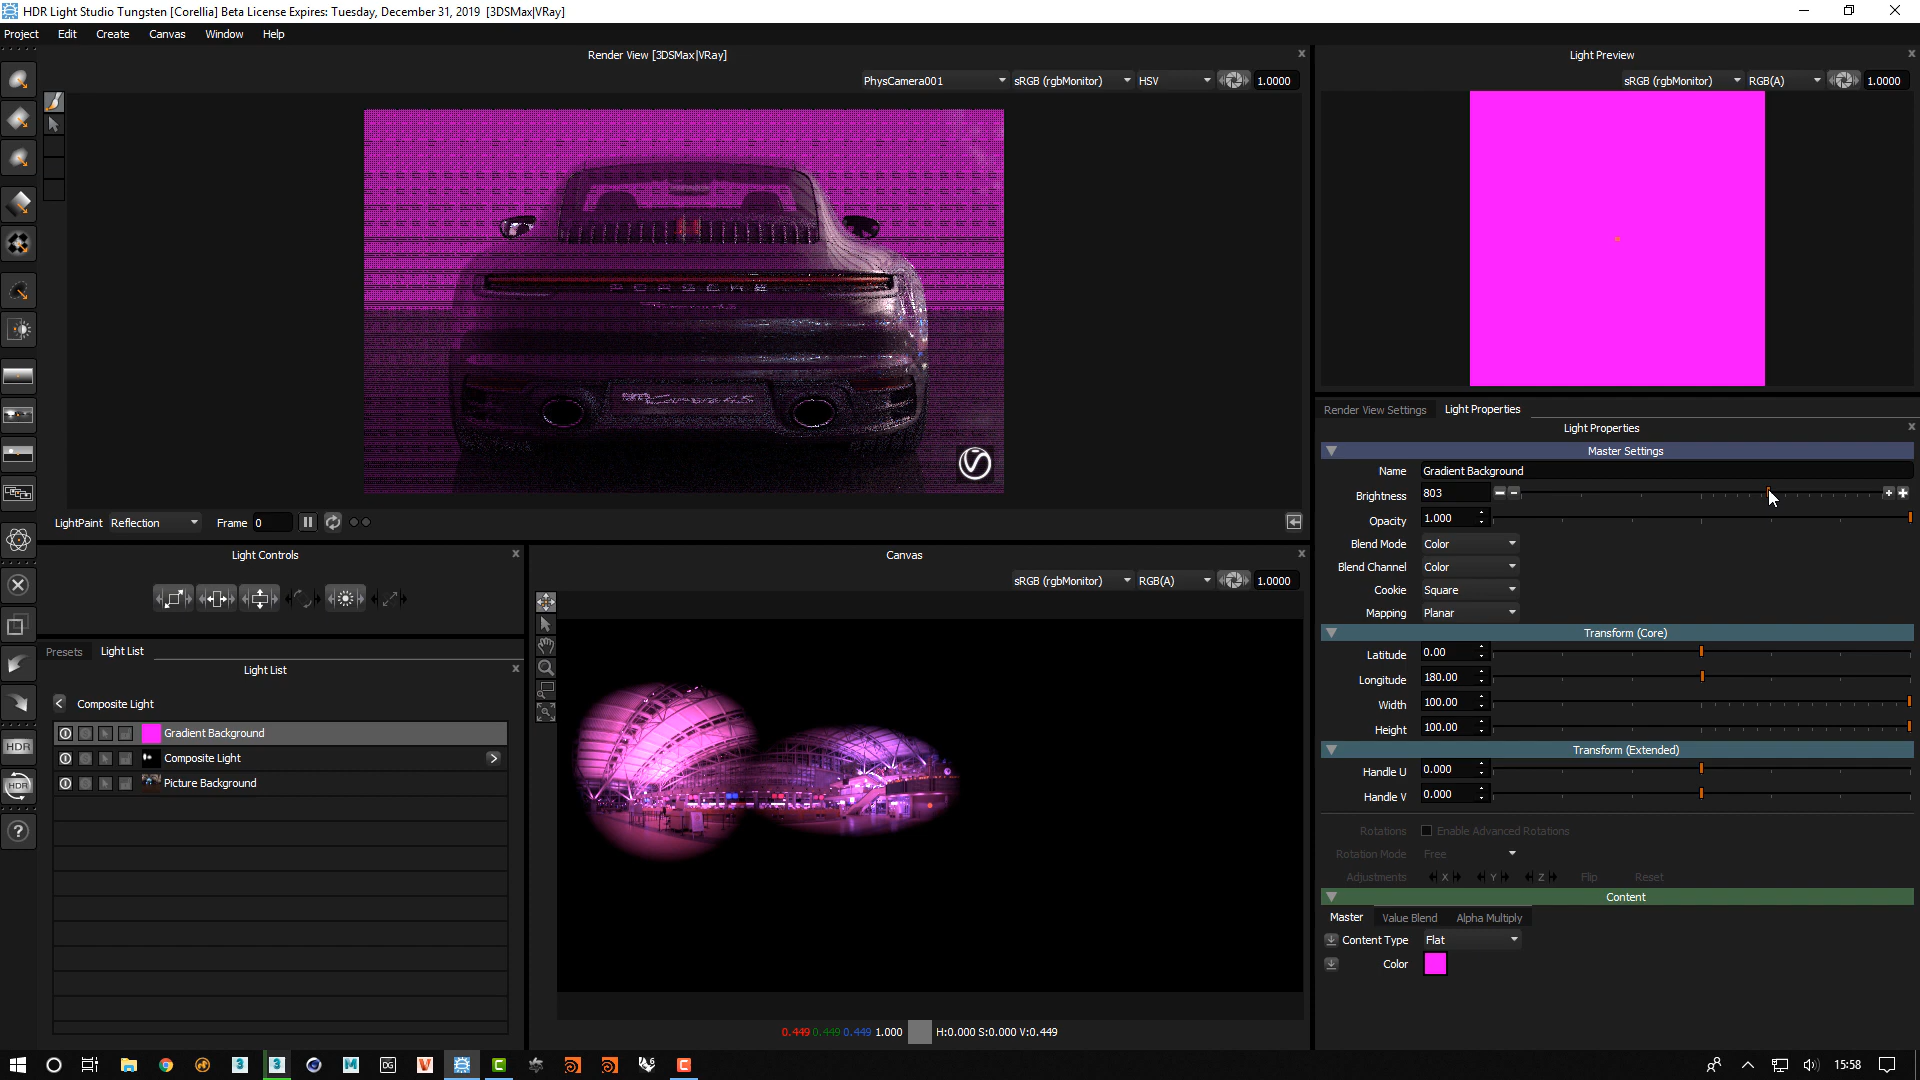 HDR Light Studio Tungsten [Corellia] Beta License Expires: Tuesday, December 31, 2019 [3DSMax|VRay]
Project Edit Create Canvas Window Help
Render View [3DSMax|VRay]
PhysCamera001 sRGB (rgbMonitor) HSV 1.0000
PORSCHE
LightPaint Reflection Frame 0
Light Controls
Presets Light List
Light List
Composite Light
Gradient Background
Composite Light
Picture Background
HDR
HDR
Canvas
sRGB (rgbMonitor) RGB(A) 1.0000
0.449 0.449 0.449 1.000 H:0.000 S:0.000 V:0.449
Light Preview
sRGB (rgbMonitor) RGB(A) 1.0000
Render View Settings Light Properties
Light Properties
Master Settings
Name Gradient Background
Brightness 803
Opacity 1.000
Blend Mode Color
Blend Channel Color
Cookie Square
Mapping Planar
Transform (Core)
Latitude 0.00
Longitude 180.00
Width 100.00
Height 100.00
Transform (Extended)
Handle U 0.000
Handle V 0.000
Rotations Enable Advanced Rotations
Rotation Mode Free
Adjustments X Y Z Flip Reset
Content
Master Value Blend Alpha Multiply
Content Type Flat
Color
15:58